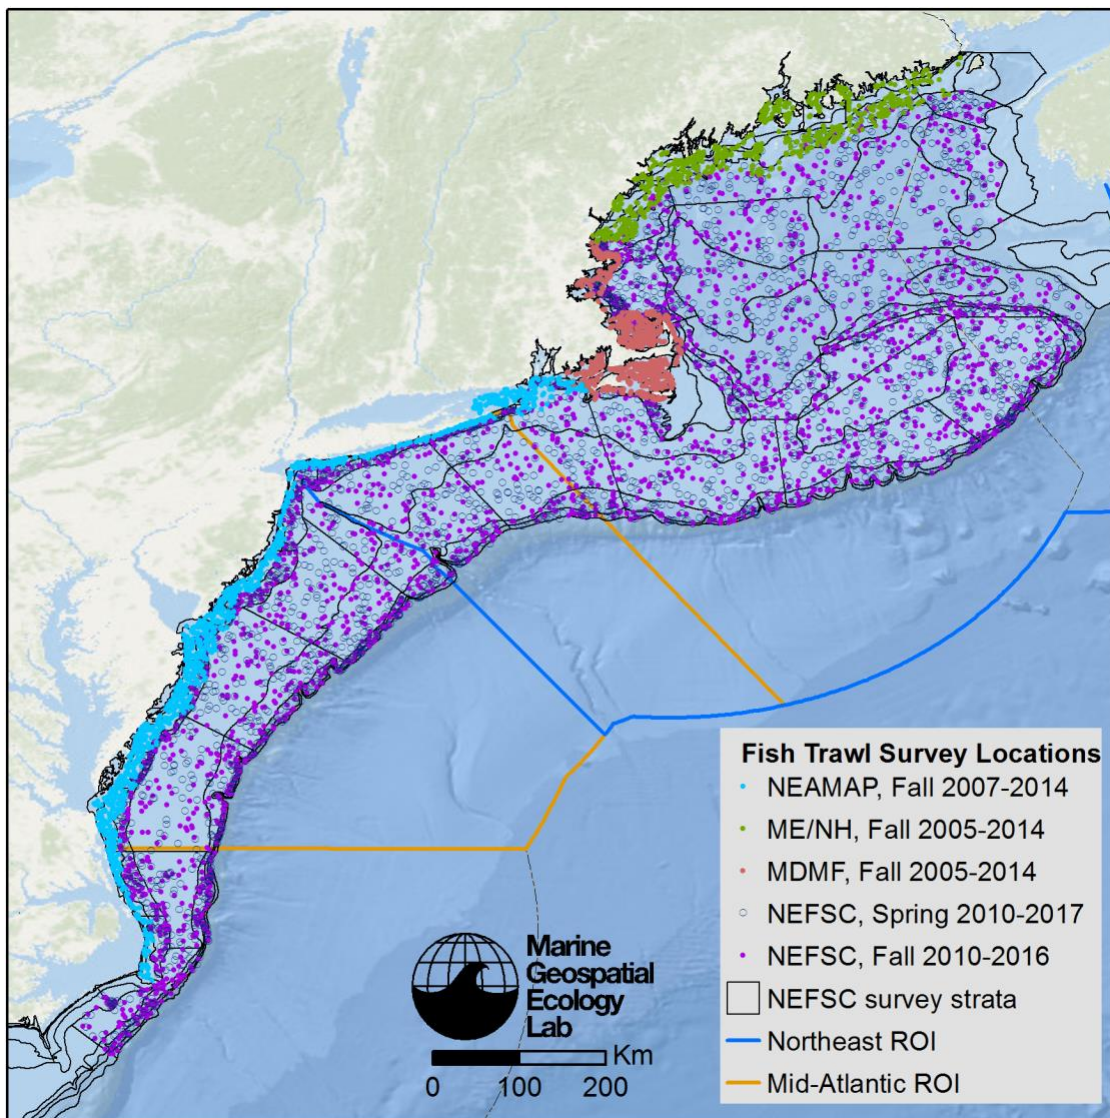 Fish Trawl Survey Locations
NEAMAP, Fall 2007-2014
ME/NH, Fall 2005-2014
MDMF, Fall 2005-2014
NEFSC, Spring 2010-2017
NEFSC, Fall 2010-2016
NEFSC survey strata
Northeast ROI
Mid-Atlantic ROI
Marine
Geospatial
Ecology
Lab
Km
0 100 200